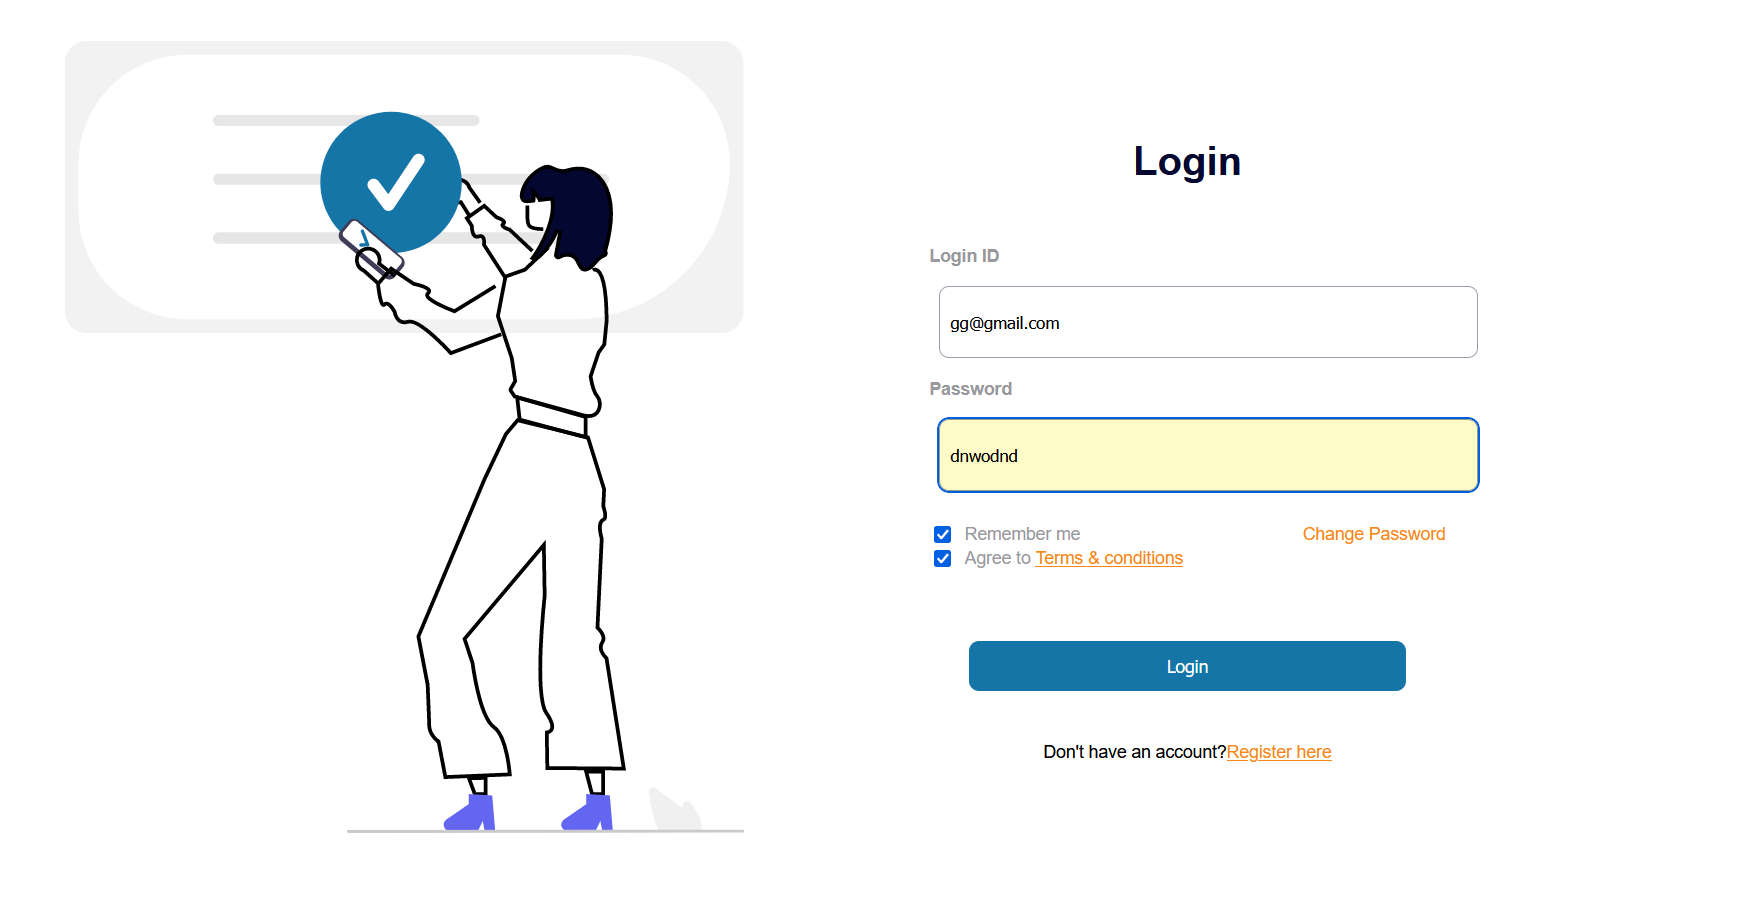 Login
Login ID
gg@gmail.com
Password
dnwodnd
Remember me
Change Password
Agree to Terms & conditions
Login
Don't have an account?Register here